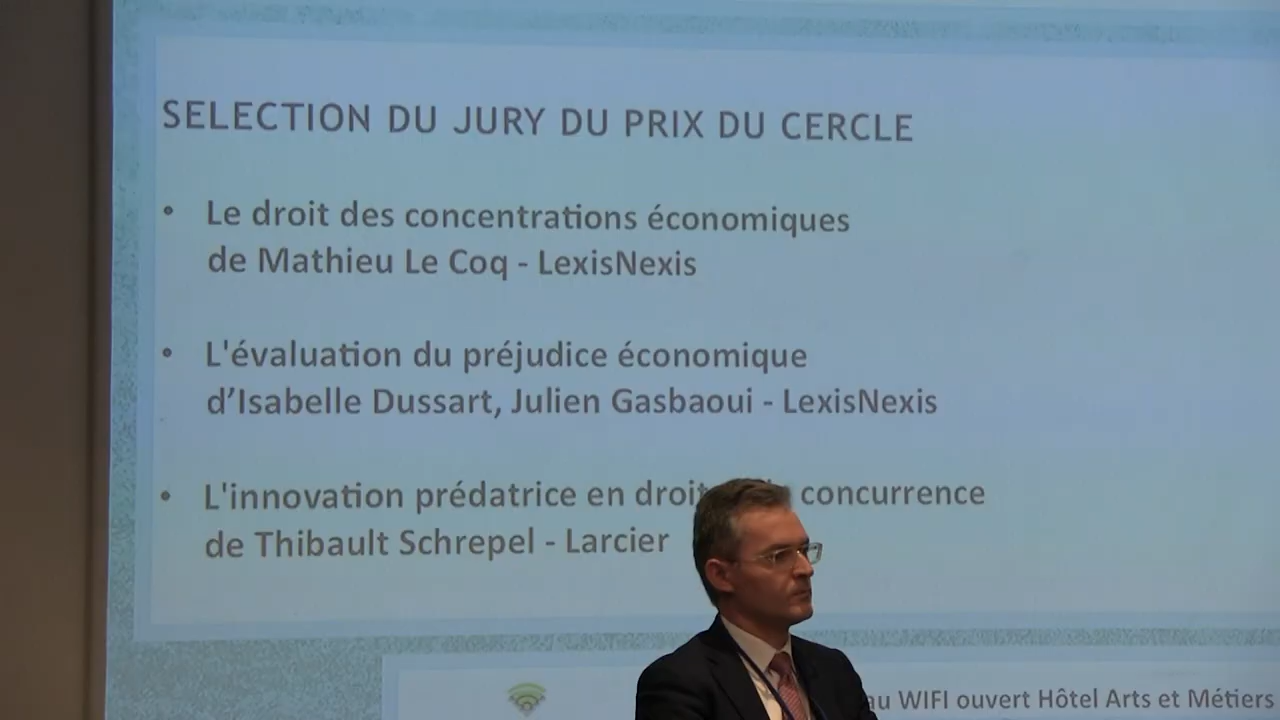 SELECTION DU JURY DU PRIX DU CERCLE
• Le droit des concentrations économiques
de Mathieu Le Coq - LexisNexis
• L'évaluation du préjudice économique
d’Isabelle Dussart, Julien Gasbaoui - LexisNexis
• L'innovation prédatrice en droit concurrence
de Thibault Schrepel - Larcier
au WIFI ouvert Hôtel Arts et Métiers